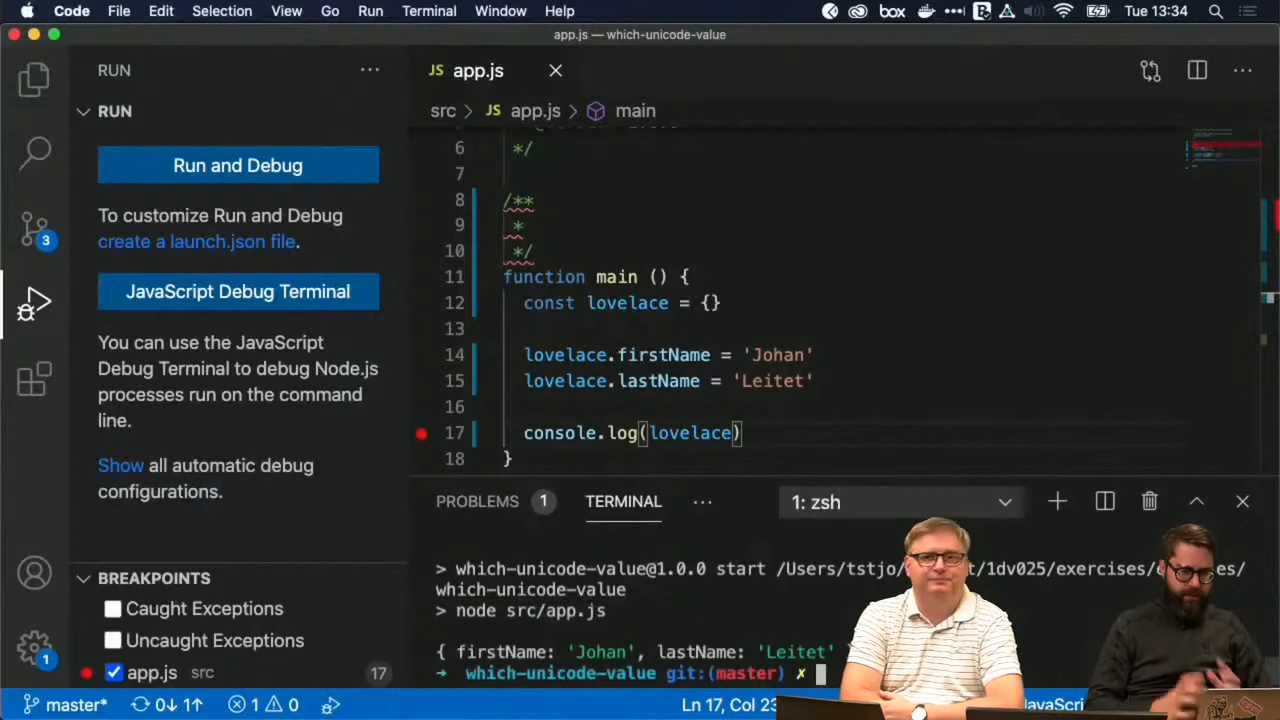 Code File Edit Selection View Go Run Terminal Window Help box Tue 13:34
app.js — which-unicode-value
RUN
JS app.js
RUN
src > JS app.js > main
Run and Debug
To customize Run and Debug
create a launch.json file.
JavaScript Debug Terminal
You can use the JavaScript
Debug Terminal to debug Node.js
processes run on the command
line.
Show all automatic debug
configurations.
6 */
7
8 /**
9 *
10 */
11 function main () {
12 const lovelace = {}
13
14 lovelace.firstName = 'Johan'
15 lovelace.lastName = 'Leitet'
16
17 console.log(lovelace)
18 }
PROBLEMS 1 TERMINAL ··· 1: zsh
> which-unicode-value@1.0.0 start /Users/tstjo/ t/1dv025/exercises/ es/
which-unicode-value
> node src/app.js
{ firstName: 'Johan', lastName: 'Leitet'
➜ which-unicode-value git:(master) ✗
BREAKPOINTS
Caught Exceptions
Uncaught Exceptions
app.js src 17
3
1
master* 0↓ 1↑ 1 0 Ln 17, Col 23 JavaScri